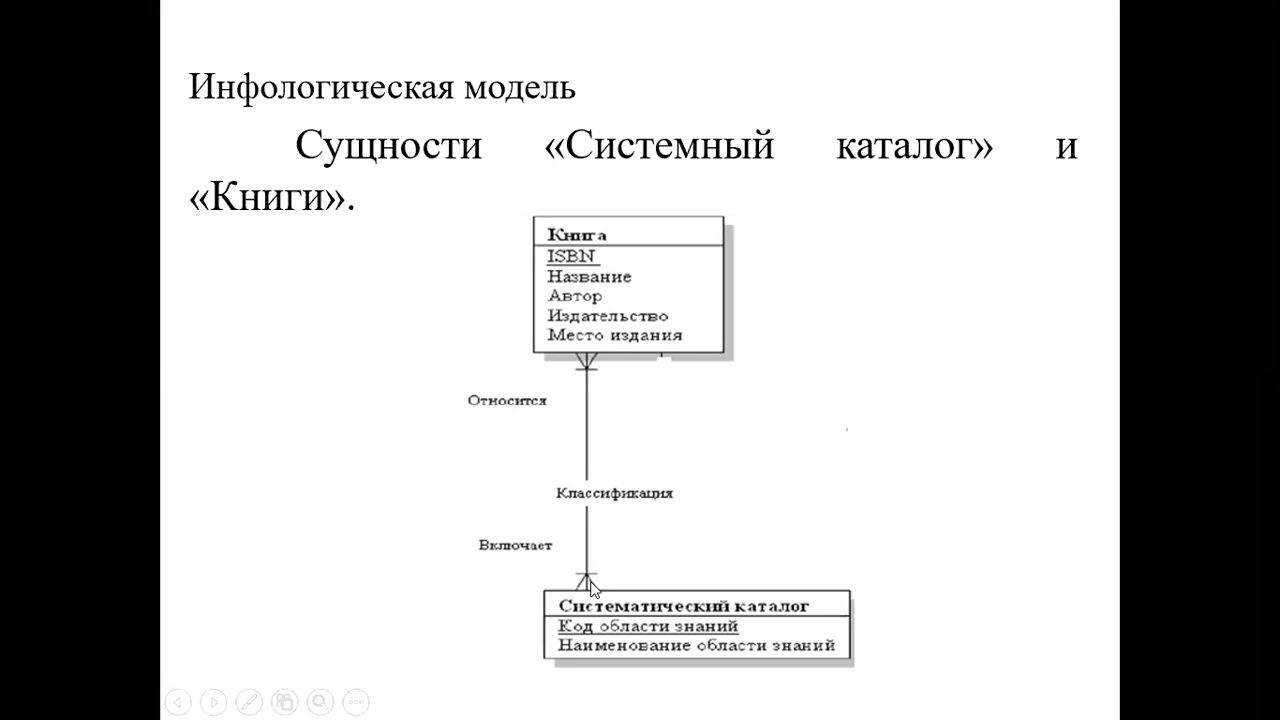 Инфологическая модель
Сущности «Системный каталог» и
«Книги».
Книга
ISBN
Название
Автор
Издательство
Место издания
Относится
Классификация
Включает
Систематический каталог
Код области знаний
Наименование области знаний